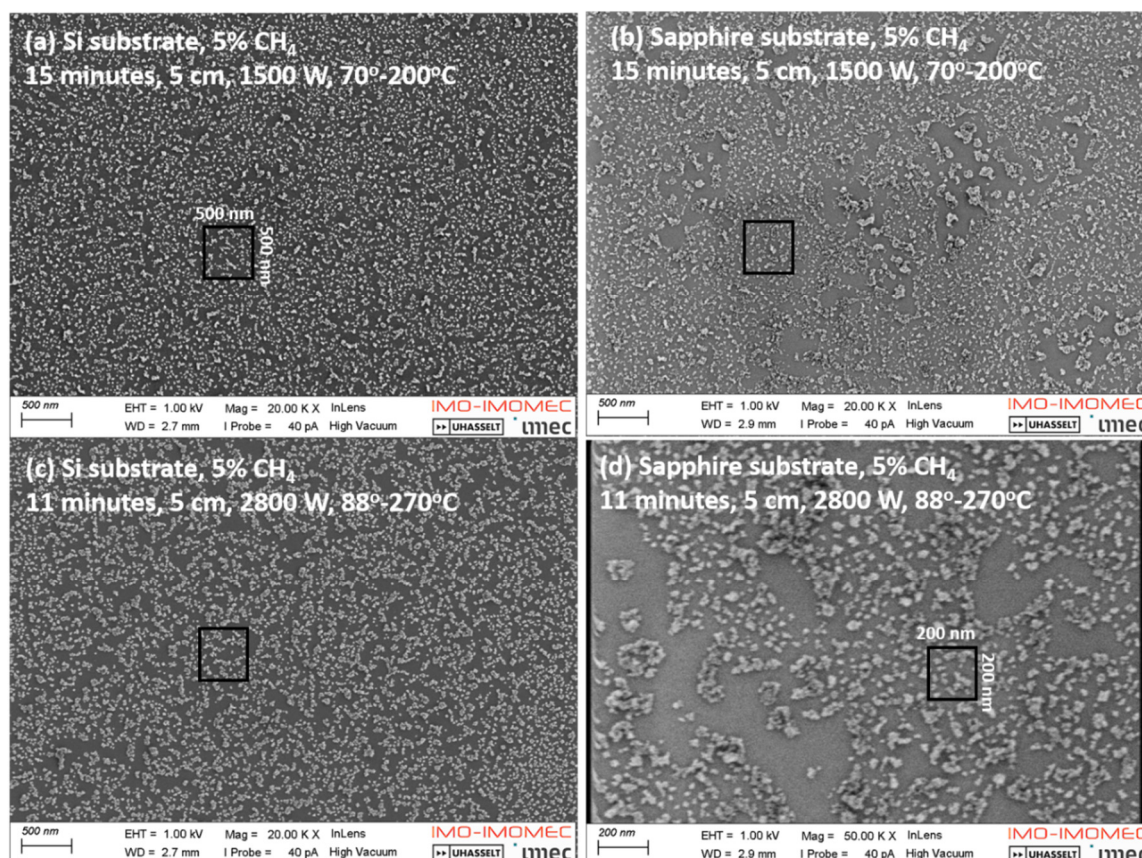 (a) Si substrate, 5% CH₄
15 minutes, 5 cm, 1500 W, 70°-200°C
500 nm
500 nm
500 nm
EHT = 1.00 kV Mag = 20.00 K X InLens
WD = 2.7 mm I Probe = 40 pA High Vacuum
IMO-IMOMEC
UHASSELT imec
(b) Sapphire substrate, 5% CH₄
15 minutes, 5 cm, 1500 W, 70°-200°C
500 nm
EHT = 1.00 kV Mag = 20.00 K X InLens
WD = 2.9 mm I Probe = 40 pA High Vacuum
IMO-IMOMEC
UHASSELT imec
(c) Si substrate, 5% CH₄
11 minutes, 5 cm, 2800 W, 88°-270°C
500 nm
EHT = 1.00 kV Mag = 20.00 K X InLens
WD = 2.7 mm I Probe = 40 pA High Vacuum
IMO-IMOMEC
UHASSELT imec
(d) Sapphire substrate, 5% CH₄
11 minutes, 5 cm, 2800 W, 88°-270°C
200 nm
200 nm
200 nm
EHT = 1.00 kV Mag = 50.00 K X InLens
WD = 2.9 mm I Probe = 40 pA High Vacuum
IMO-IMOMEC
UHASSELT imec